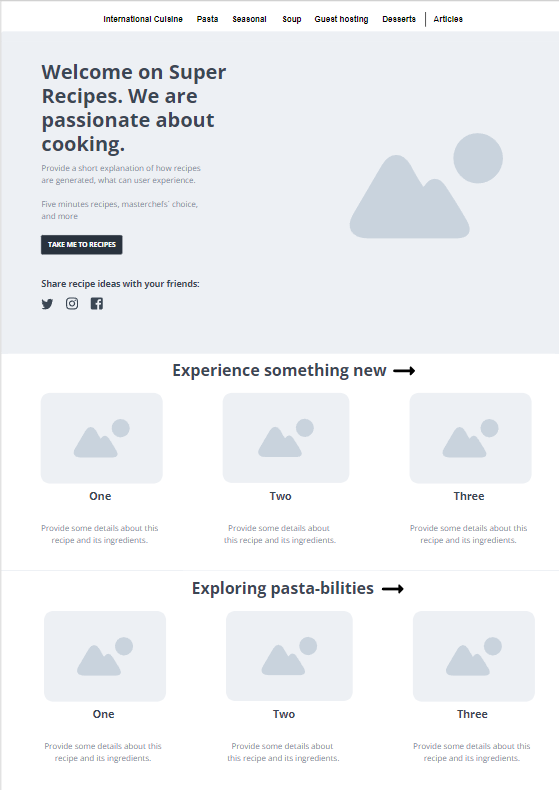 International Cuisine Pasta Seasonal Soup Guest hosting Desserts Articles
Welcome on Super
Recipes. We are
passionate about
cooking.
Provide a short explanation of how recipes
are generated, what can user experience.
Five minutes recipes, masterchefs´ choice,
and more
TAKE ME TO RECIPES
Share recipe ideas with your friends:
Experience something new
One Two Three
Provide some details about this
recipe and its ingredients.
Provide some details about
this recipe and its ingredients.
Provide some details about this
recipe and its ingredients.
Exploring pasta-bilities
One Two Three
Provide some details about this
recipe and its ingredients.
Provide some details about
this recipe and its ingredients.
Provide some details about this
recipe and its ingredients.